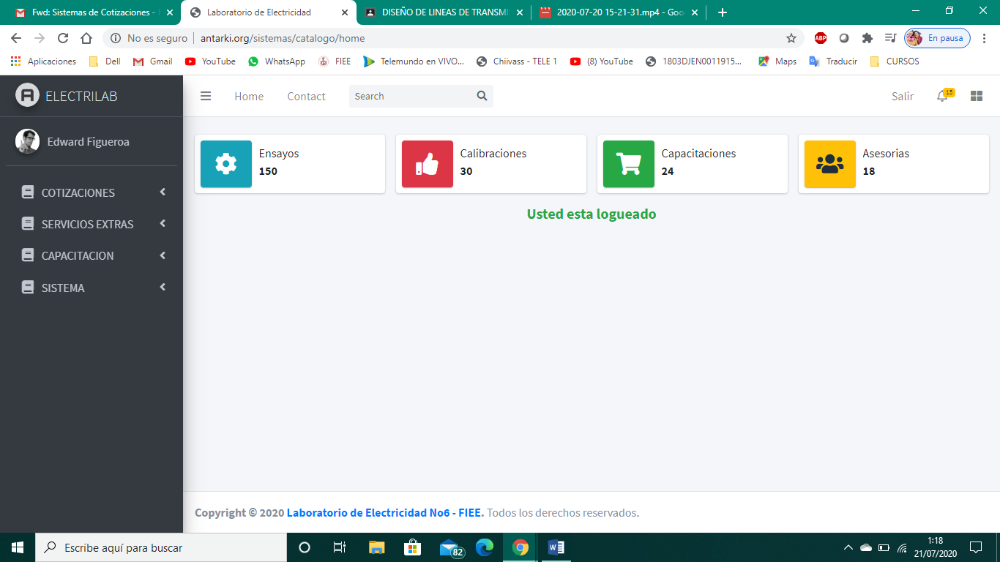 Fwd: Sistemas de Cotizaciones -
Laboratorio de Electricidad
DISEÑO DE LINEAS DE TRANSMI
2020-07-20 15-21-31.mp4 - Goo
No es seguro
antarki.org/sistemas/catalogo/home
ABP
En pausa
Aplicaciones
Dell
Gmail
YouTube
WhatsApp
FIEE
Telemundo en VIVO...
Chiivass - TELE 1
(8) YouTube
1803DJEN0011915...
Maps
Traducir
CURSOS
ELECTRILAB
Home
Contact
Search
Salir
15
Edward Figueroa
COTIZACIONES
SERVICIOS EXTRAS
CAPACITACION
SISTEMA
Ensayos
150
Calibraciones
30
Capacitaciones
24
Asesorias
18
Usted esta logueado
Copyright © 2020 Laboratorio de Electricidad No6 - FIEE. Todos los derechos reservados.
Escribe aquí para buscar
82
1:18
21/07/2020